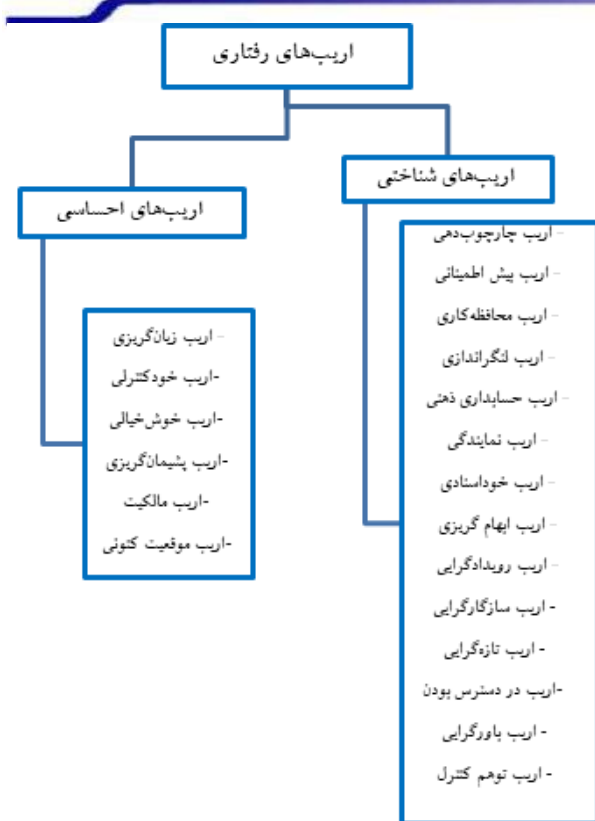 اریب‌های رفتاری
اریب‌های شناختی
- اریب چارچوب‌دهی
- اریب پیش اطمینانی
- اریب محافظه‌کاری
- اریب لنگراندازی
- اریب حسابداری ذهنی
- اریب نمایندگی
- اریب خوداسنادی
- اریب ابهام گریزی
- اریب رویدادگرایی
- اریب سازگارگرایی
- اریب تازه‌گرایی
-اریب در دسترس بودن
- اریب باورگرایی
- اریب توهم کنترل
اریب‌های احساسی
- اریب زیان‌گریزی
-اریب خودکنترلی
-اریب خوش‌خیالی
-اریب پشیمان‌گریزی
-اریب مالکیت
-اریب موقعیت کنونی